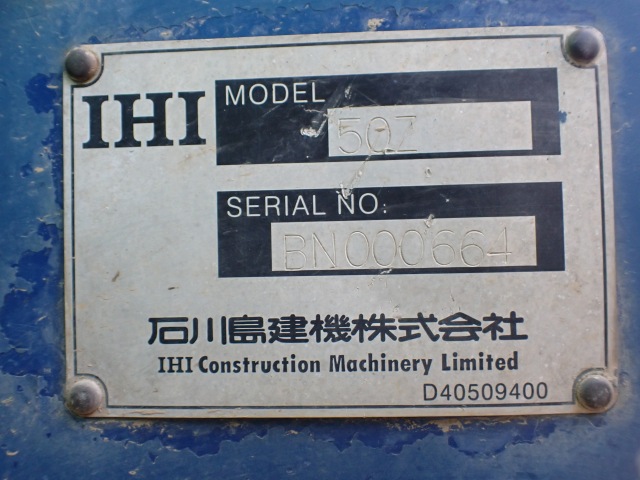 IHI
MODEL
50Z
SERIAL NO.
BN000664
石川島建機株式会社
IHI Construction Machinery Limited
D40509400